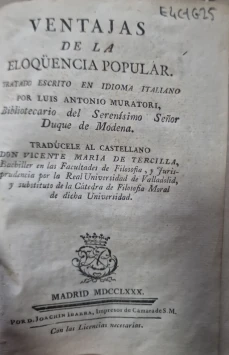 E4C1G25
VENTAJAS
DE LA
ELOQÜENCIA POPULAR.
TRATADO ESCRITO EN IDIOMA ITALIANO
POR LUIS ANTONIO MURATORI,
Bibliotecario del Serenísimo Señor
Duque de Modena.
TRADÚCELE AL CASTELLANO
DON VICENTE MARIA DE TERCILLA,
Bachiller en las Facultades de Filosofia, y Juris-
prudencia por la Real Universidad de Valladolid,
y substituto de la Cátedra de Filosofia Moral
de dicha Universidad.
MADRID MDCCLXXX.
POR D. JOACHIN IBARRA, Impresor de Camara de S. M.
Con las Licencias necesarias.